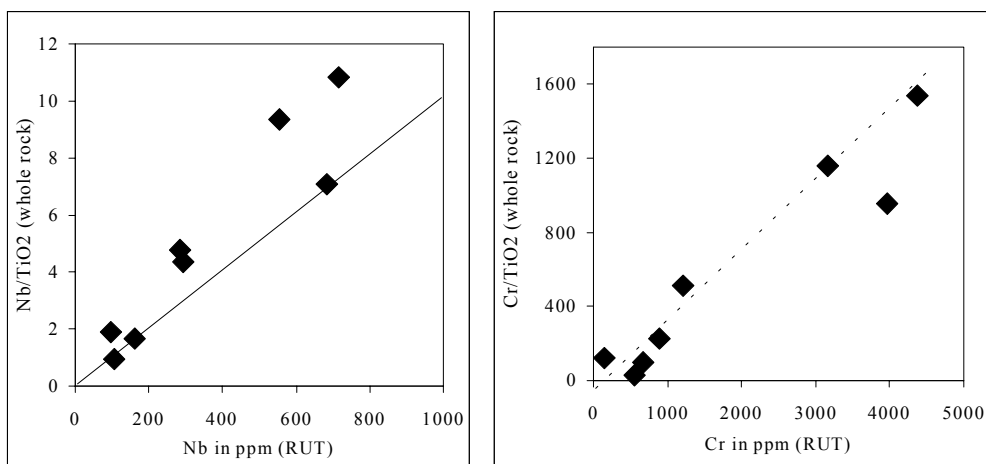 12
10
8
6
4
2
0
Nb/TiO2 (whole rock)
0 200 400 600 800 1000
Nb in ppm (RUT)
1600
1200
800
400
0
Cr/TiO2 (whole rock)
0 1000 2000 3000 4000 5000
Cr in ppm (RUT)